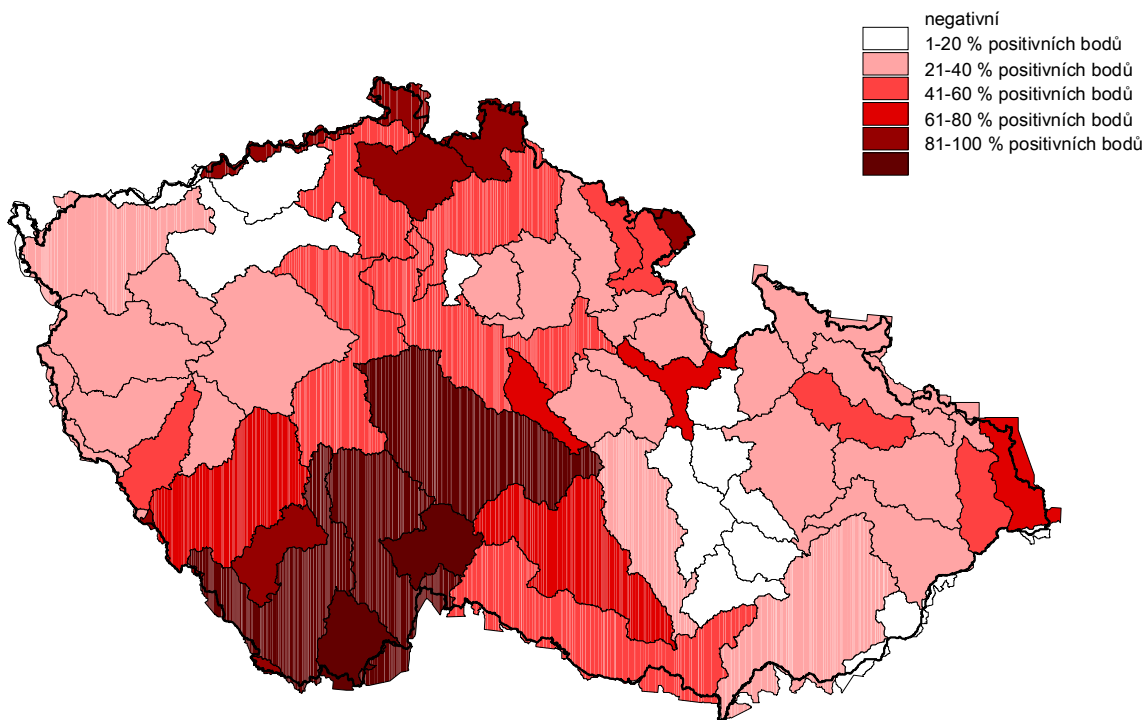 negativní
1-20 % positivních bodů
21-40 % positivních bodů
41-60 % positivních bodů
61-80 % positivních bodů
81-100 % positivních bodů